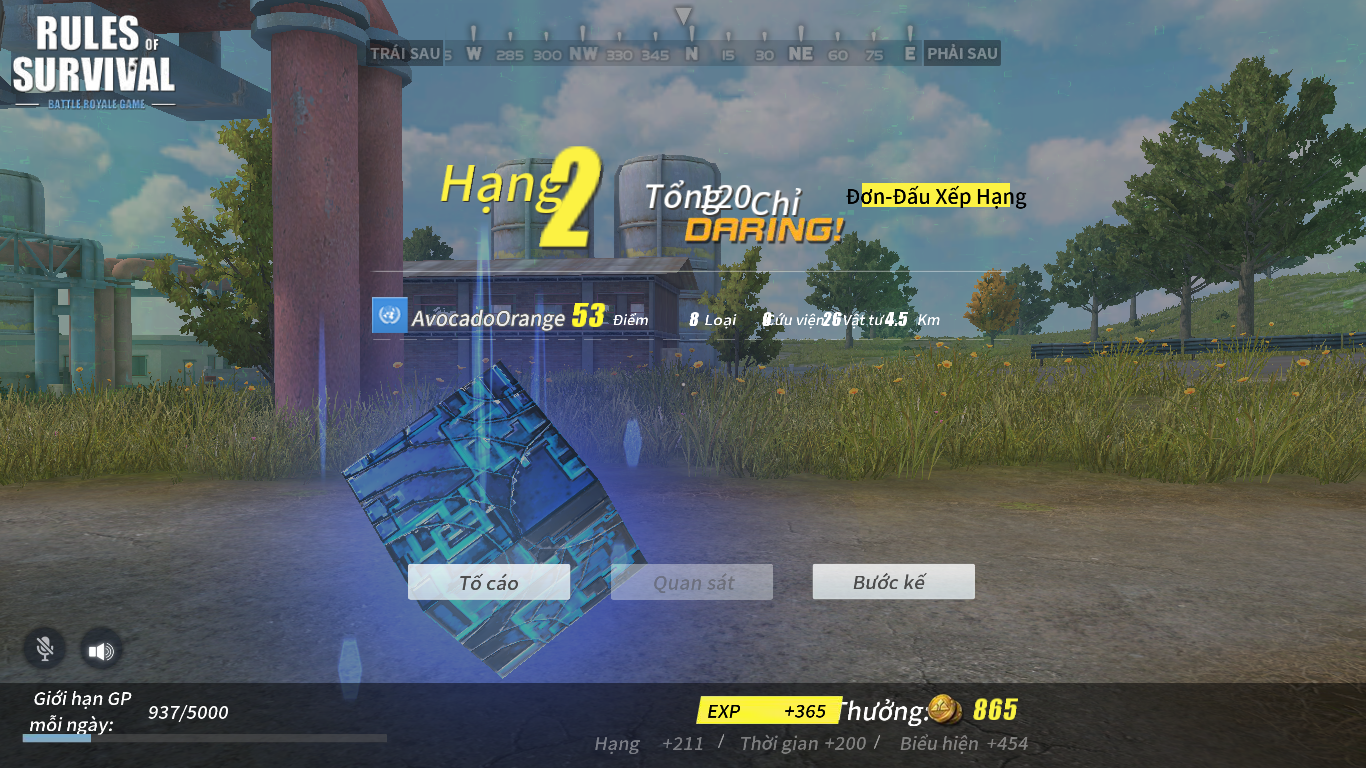 RULES OF
SURVIVAL
BATTLE ROYALE GAME
TRÁI SAU 5 W 285 300 NW 330 345 N 15 30 NE 60 75 E PHẢI SAU
Hạng 2
Tổng 120 Chỉ
DARING!
Đơn-Đấu Xếp Hạng
AvocadoOrange 53 Điểm 8 Loại 0 Cứu viện 26 Vật tư 4.5 Km
Tố cáo
Quan sát
Bước kế
Giới hạn GP
mỗi ngày:
937/5000
EXP +365 Thưởng: 865
Hạng +211 / Thời gian +200 / Biểu hiện +454